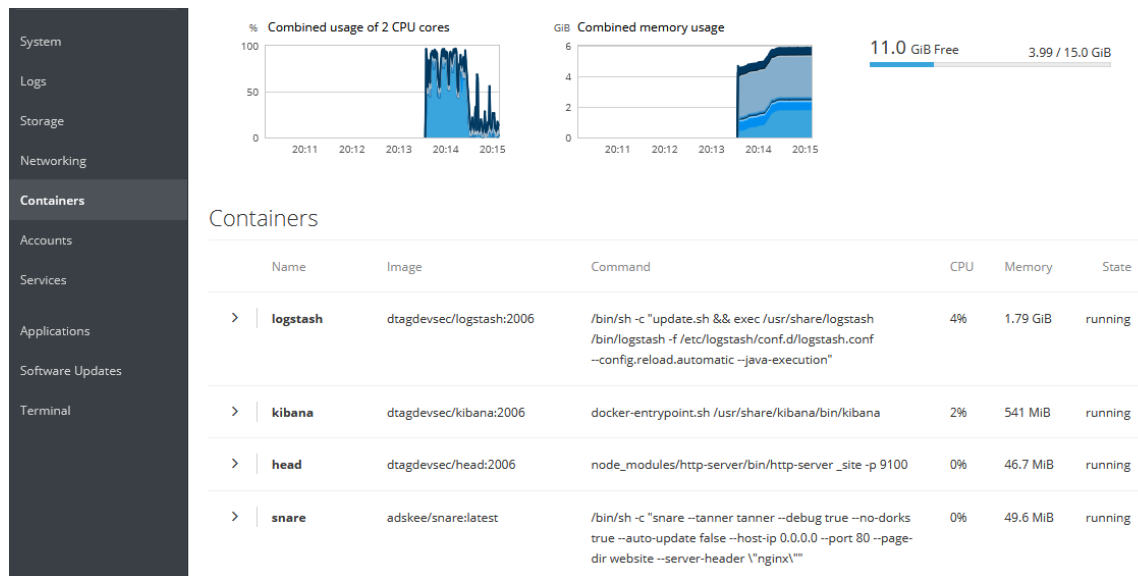 System
Logs
Storage
Networking
Containers
Accounts
Services
Applications
Software Updates
Terminal
% Combined usage of 2 CPU cores
100
50
0
20:11 20:12 20:13 20:14 20:15
GiB Combined memory usage
6
4
2
0
20:11 20:12 20:13 20:14 20:15
11.0 GiB Free 3.99 / 15.0 GiB
Containers
Name Image Command CPU Memory State
logstash dtagdevsec/logstash:2006 /bin/sh -c "update.sh && exec /usr/share/logstash 4% 1.79 GiB running
/bin/logstash -f /etc/logstash/conf.d/logstash.conf
--config.reload.automatic --java-execution"
kibana dtagdevsec/kibana:2006 docker-entrypoint.sh /usr/share/kibana/bin/kibana 2% 541 MiB running
head dtagdevsec/head:2006 node_modules/http-server/bin/http-server _site -p 9100 0% 46.7 MiB running
snare adskee/snare:latest /bin/sh -c "snare --tanner tanner --debug true --no-dorks 0% 49.6 MiB running
true --auto-update false --host-ip 0.0.0.0 --port 80 --page-
dir website --server-header \"nginx\""